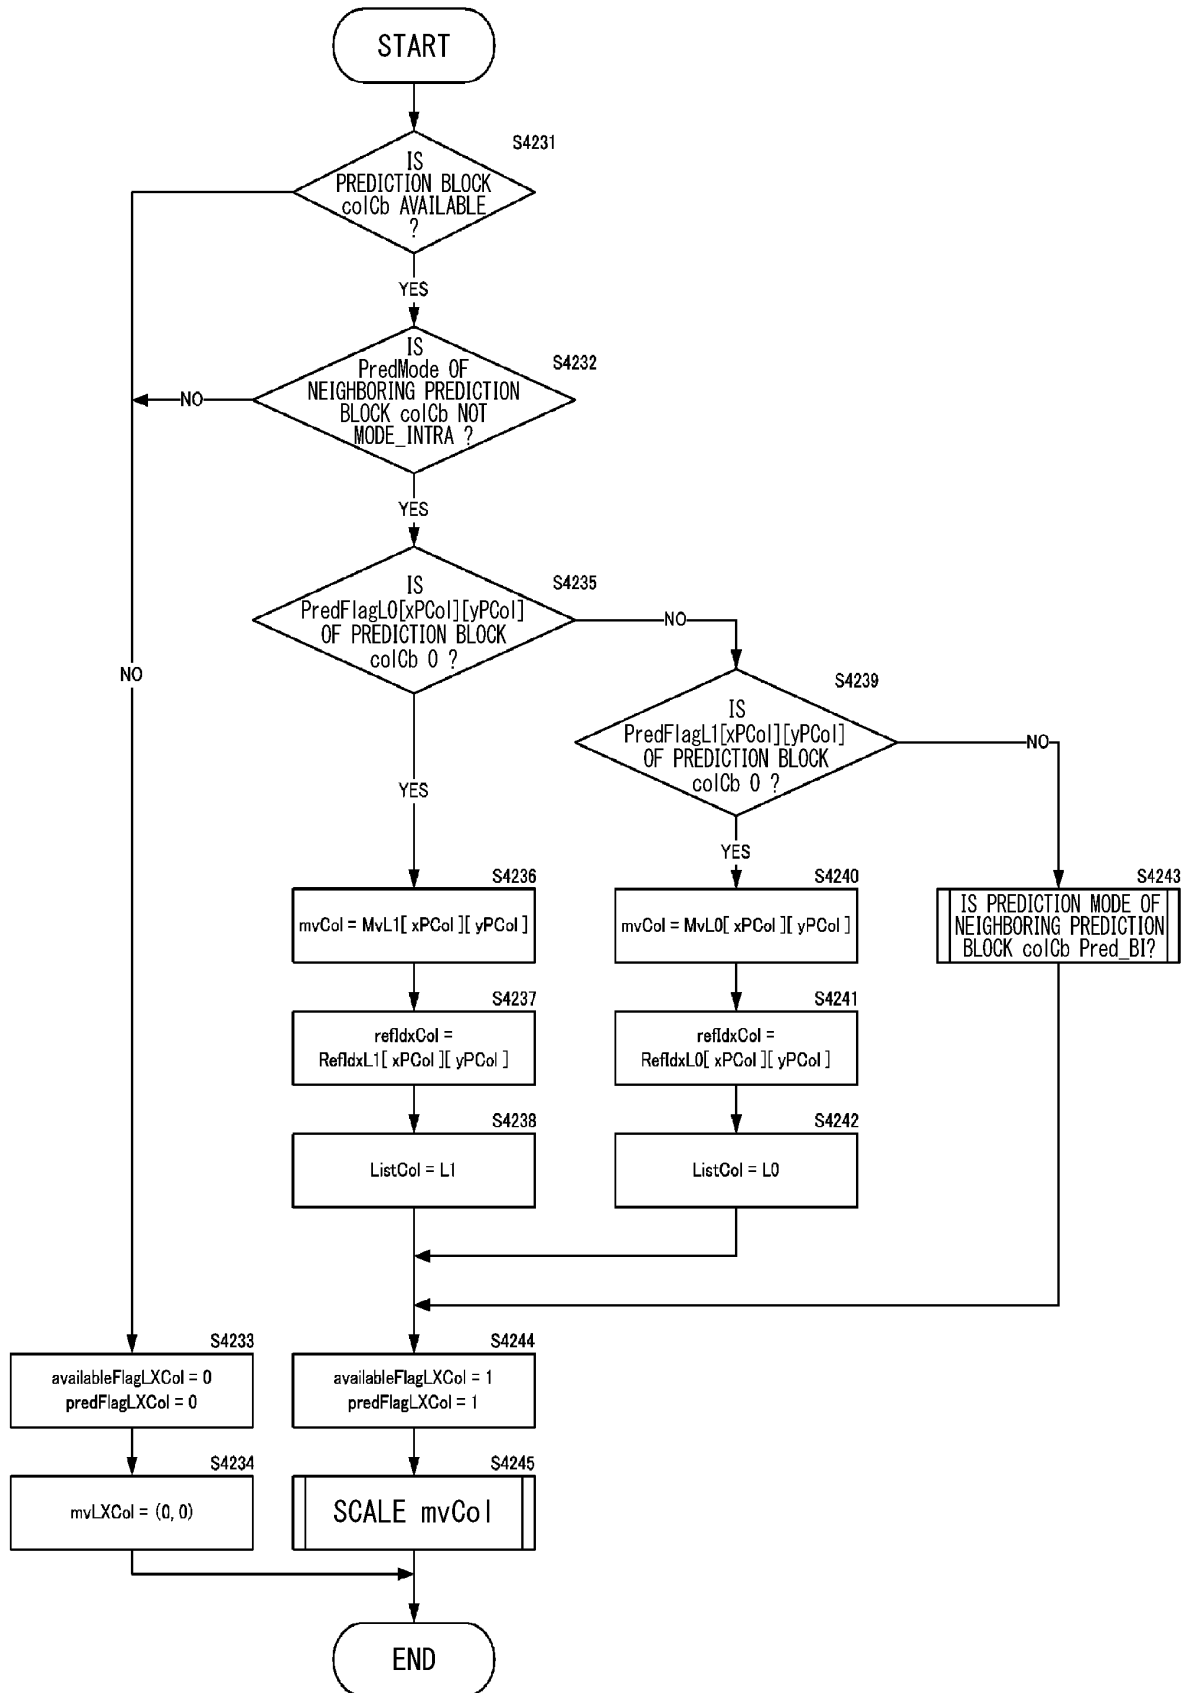 START
S4231
IS
PREDICTION BLOCK
colCb AVAILABLE
?
YES
S4232
IS
PredMode OF
NEIGHBORING PREDICTION
BLOCK colCb NOT
MODE_INTRA ?
NO
YES
S4235
IS
PredFlagL0[xPCol][yPCol]
OF PREDICTION BLOCK
colCb 0 ?
NO
NO
S4239
IS
PredFlagL1[xPCol][yPCol]
OF PREDICTION BLOCK
colCb 0 ?
NO
YES
YES
S4236
mvCol = MvL1[ xPCol ][ yPCol ]
S4240
mvCol = MvL0[ xPCol ][ yPCol ]
S4243
IS PREDICTION MODE OF
NEIGHBORING PREDICTION
BLOCK colCb Pred_BI?
S4237
refIdxCol =
RefIdxL1[ xPCol ][ yPCol ]
S4241
refIdxCol =
RefIdxL0[ xPCol ][ yPCol ]
S4238
ListCol = L1
S4242
ListCol = L0
S4233
availableFlagLXCol = 0
predFlagLXCol = 0
S4244
availableFlagLXCol = 1
predFlagLXCol = 1
S4234
mvLXCol = (0, 0)
S4245
SCALE mvCol
END